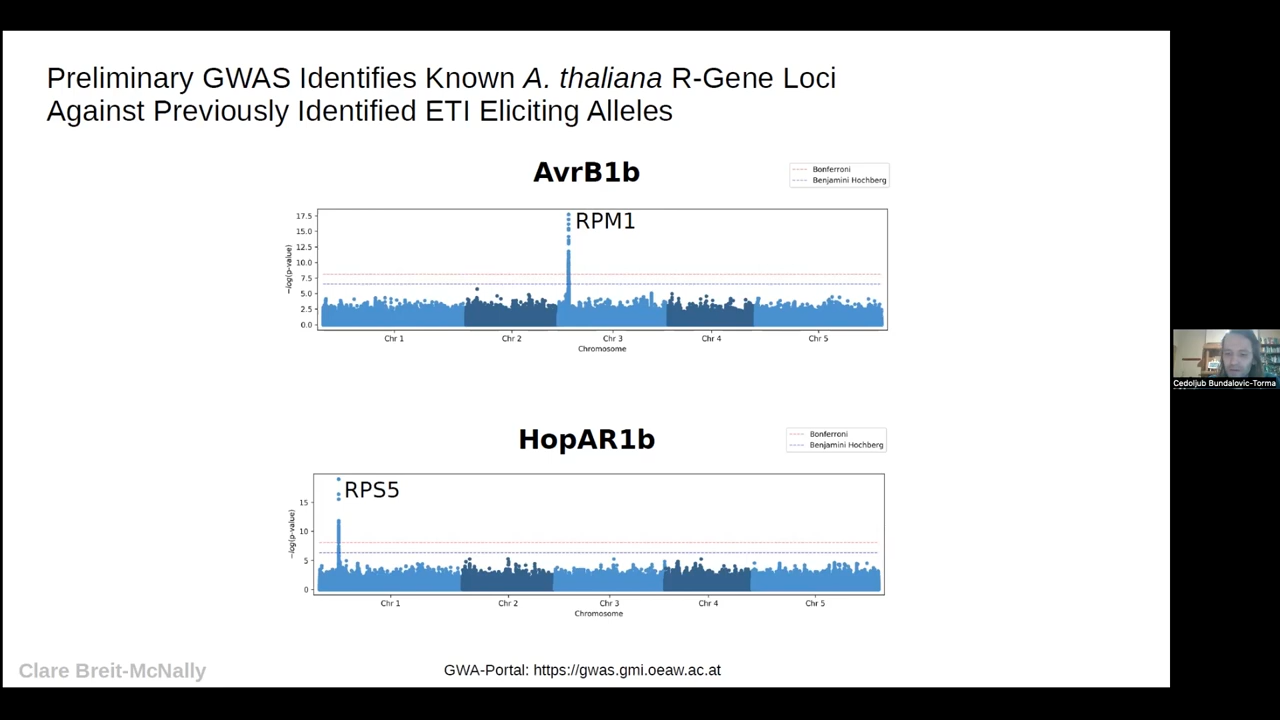 Preliminary GWAS Identifies Known A. thaliana R-Gene Loci
Against Previously Identified ETI Eliciting Alleles
AvrB1b
Bonferroni
Benjamini Hochberg
RPM1
17.5
15.0
12.5
10.0
7.5
5.0
2.5
0.0
−log(p-value)
Chr 1
Chr 2
Chr 3
Chr 4
Chr 5
Chromosome
HopAR1b
Bonferroni
Benjamini Hochberg
RPS5
15
10
5
0
−log(p-value)
Chr 1
Chr 2
Chr 3
Chr 4
Chr 5
Chromosome
Clare Breit-McNally
GWA-Portal: https://gwas.gmi.oeaw.ac.at
Cedoljub Bundalovic-Torma